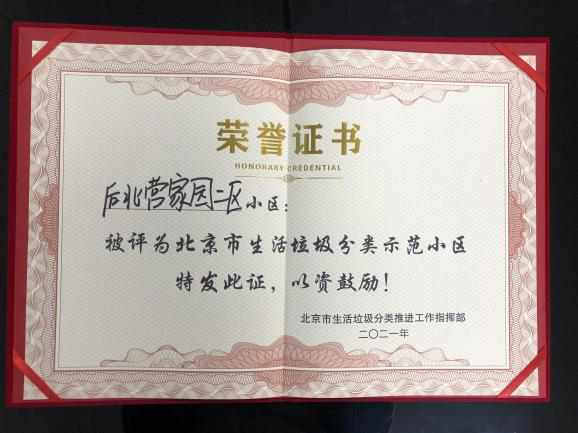 荣誉证书
HONORARY CREDENTIAL
后北营家园二区小区：
被评为北京市生活垃圾分类示范小区
特发此证，以资鼓励！
北京市生活垃圾分类推进工作指挥部
二〇二一年